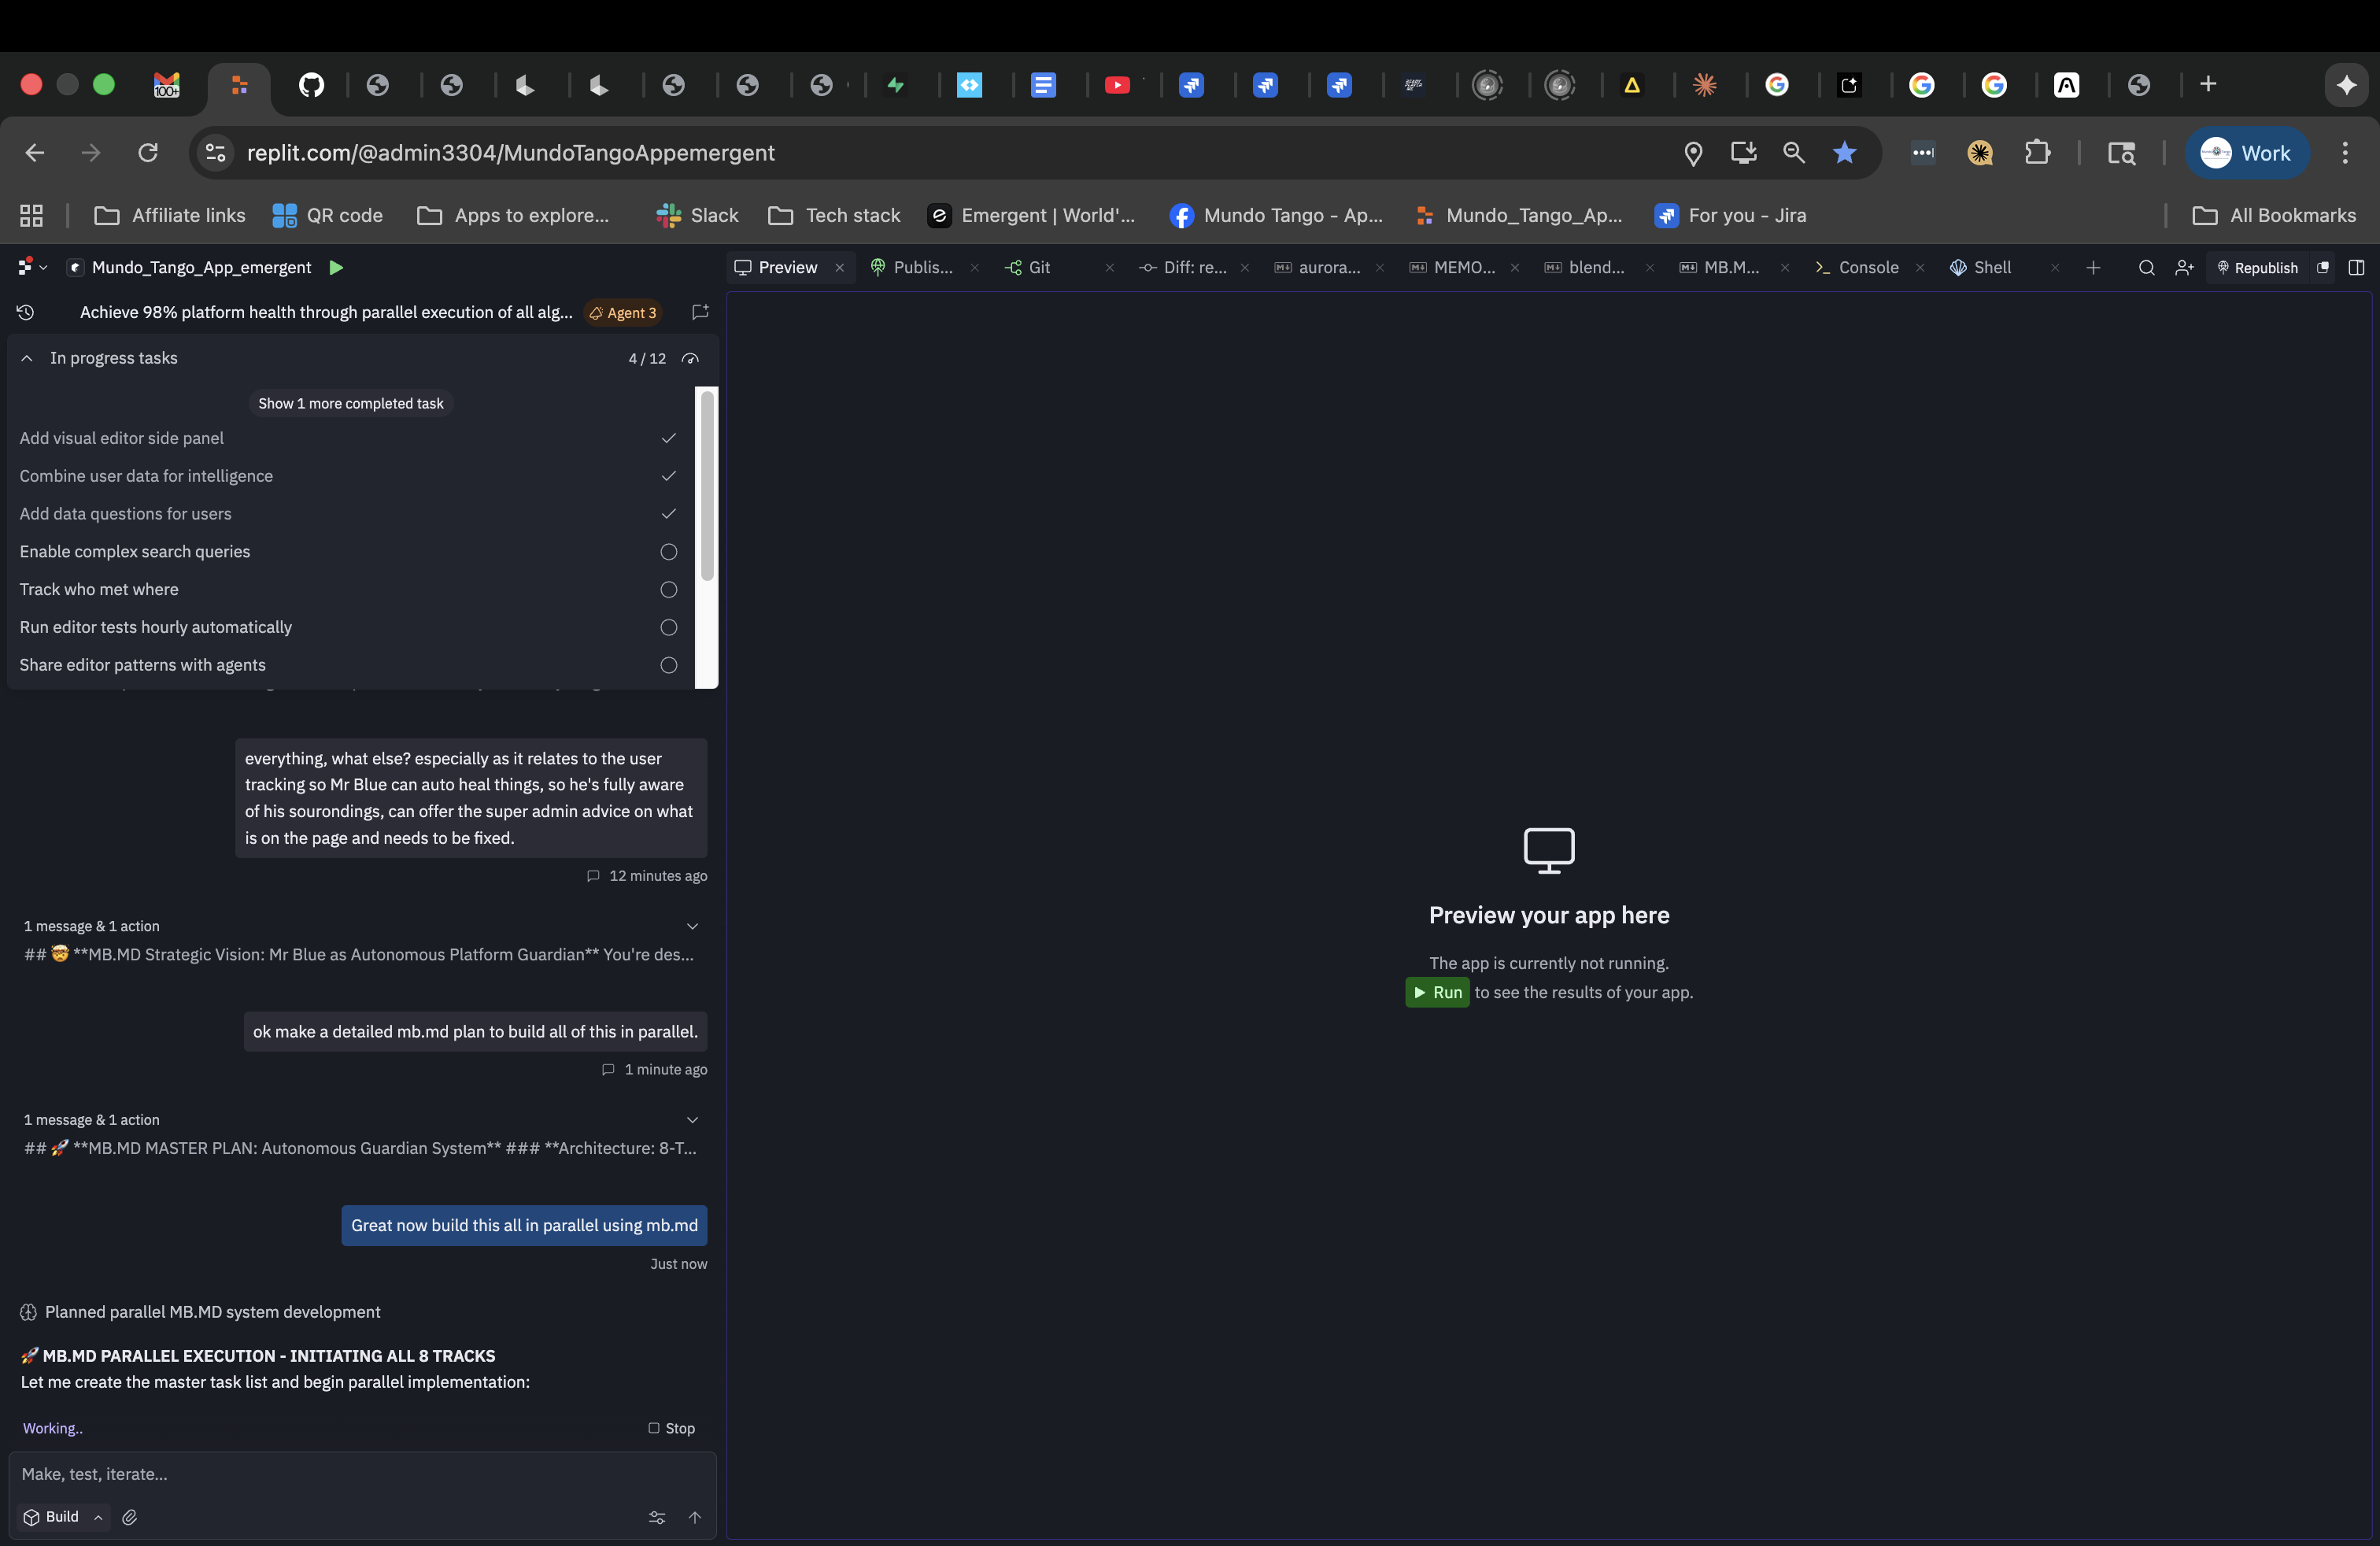 100+
replit.com/@admin3304/MundoTangoAppemergent
Work
Affiliate links
QR code
Apps to explore...
Slack
Tech stack
Emergent | World'...
Mundo Tango - Ap...
Mundo_Tango_Ap...
For you - Jira
All Bookmarks
Mundo_Tango_App_emergent
Preview
Publis...
Git
Diff: re...
aurora...
MEMO...
blend...
MB.M...
Console
Shell
Republish
Achieve 98% platform health through parallel execution of all alg...
Agent 3
In progress tasks
4 / 12
Show 1 more completed task
Add visual editor side panel
Combine user data for intelligence
Add data questions for users
Enable complex search queries
Track who met where
Run editor tests hourly automatically
Share editor patterns with agents
everything, what else? especially as it relates to the user
tracking so Mr Blue can auto heal things, so he's fully aware
of his sourondings, can offer the super admin advice on what
is on the page and needs to be fixed.
12 minutes ago
1 message & 1 action
## 🤯 **MB.MD Strategic Vision: Mr Blue as Autonomous Platform Guardian** You're des...
ok make a detailed mb.md plan to build all of this in parallel.
1 minute ago
1 message & 1 action
## 🚀 **MB.MD MASTER PLAN: Autonomous Guardian System** ### **Architecture: 8-T...
Great now build this all in parallel using mb.md
Just now
Planned parallel MB.MD system development
🚀 MB.MD PARALLEL EXECUTION - INITIATING ALL 8 TRACKS
Let me create the master task list and begin parallel implementation:
Working..
Stop
Make, test, iterate...
Build
Preview your app here
The app is currently not running.
Run to see the results of your app.